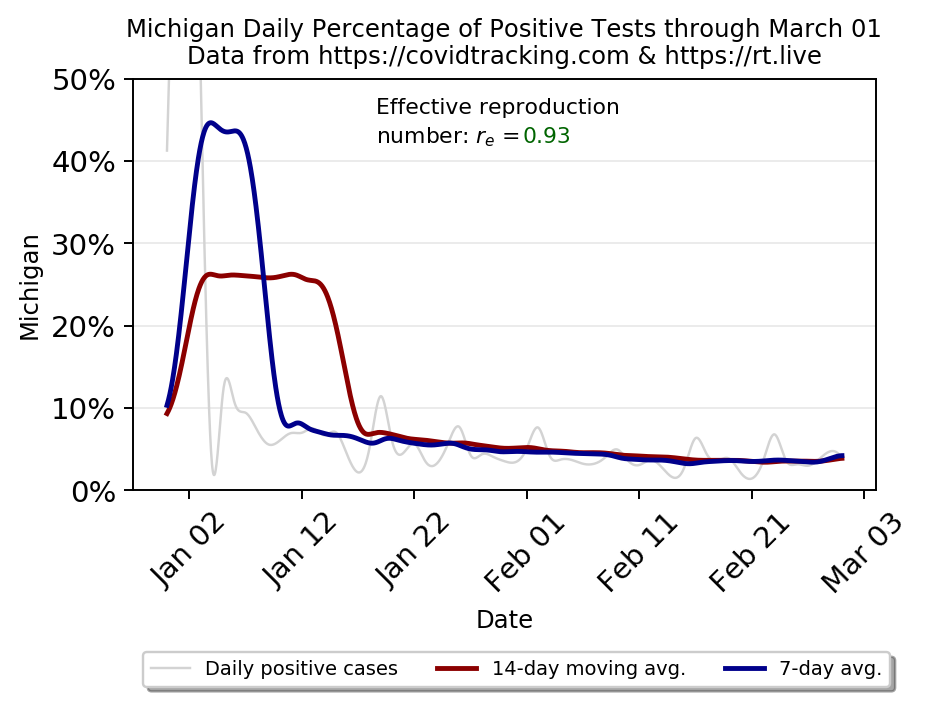 Michigan Daily Percentage of Positive Tests through March 01
Data from https://covidtracking.com & https://rt.live
50%
40%
30%
20%
10%
0%
Michigan
Effective reproduction
number: rₑ =0.93
Jan 02
Jan 12
Jan 22
Feb 01
Feb 11
Feb 21
Mar 03
Date
Daily positive cases
14-day moving avg.
7-day avg.